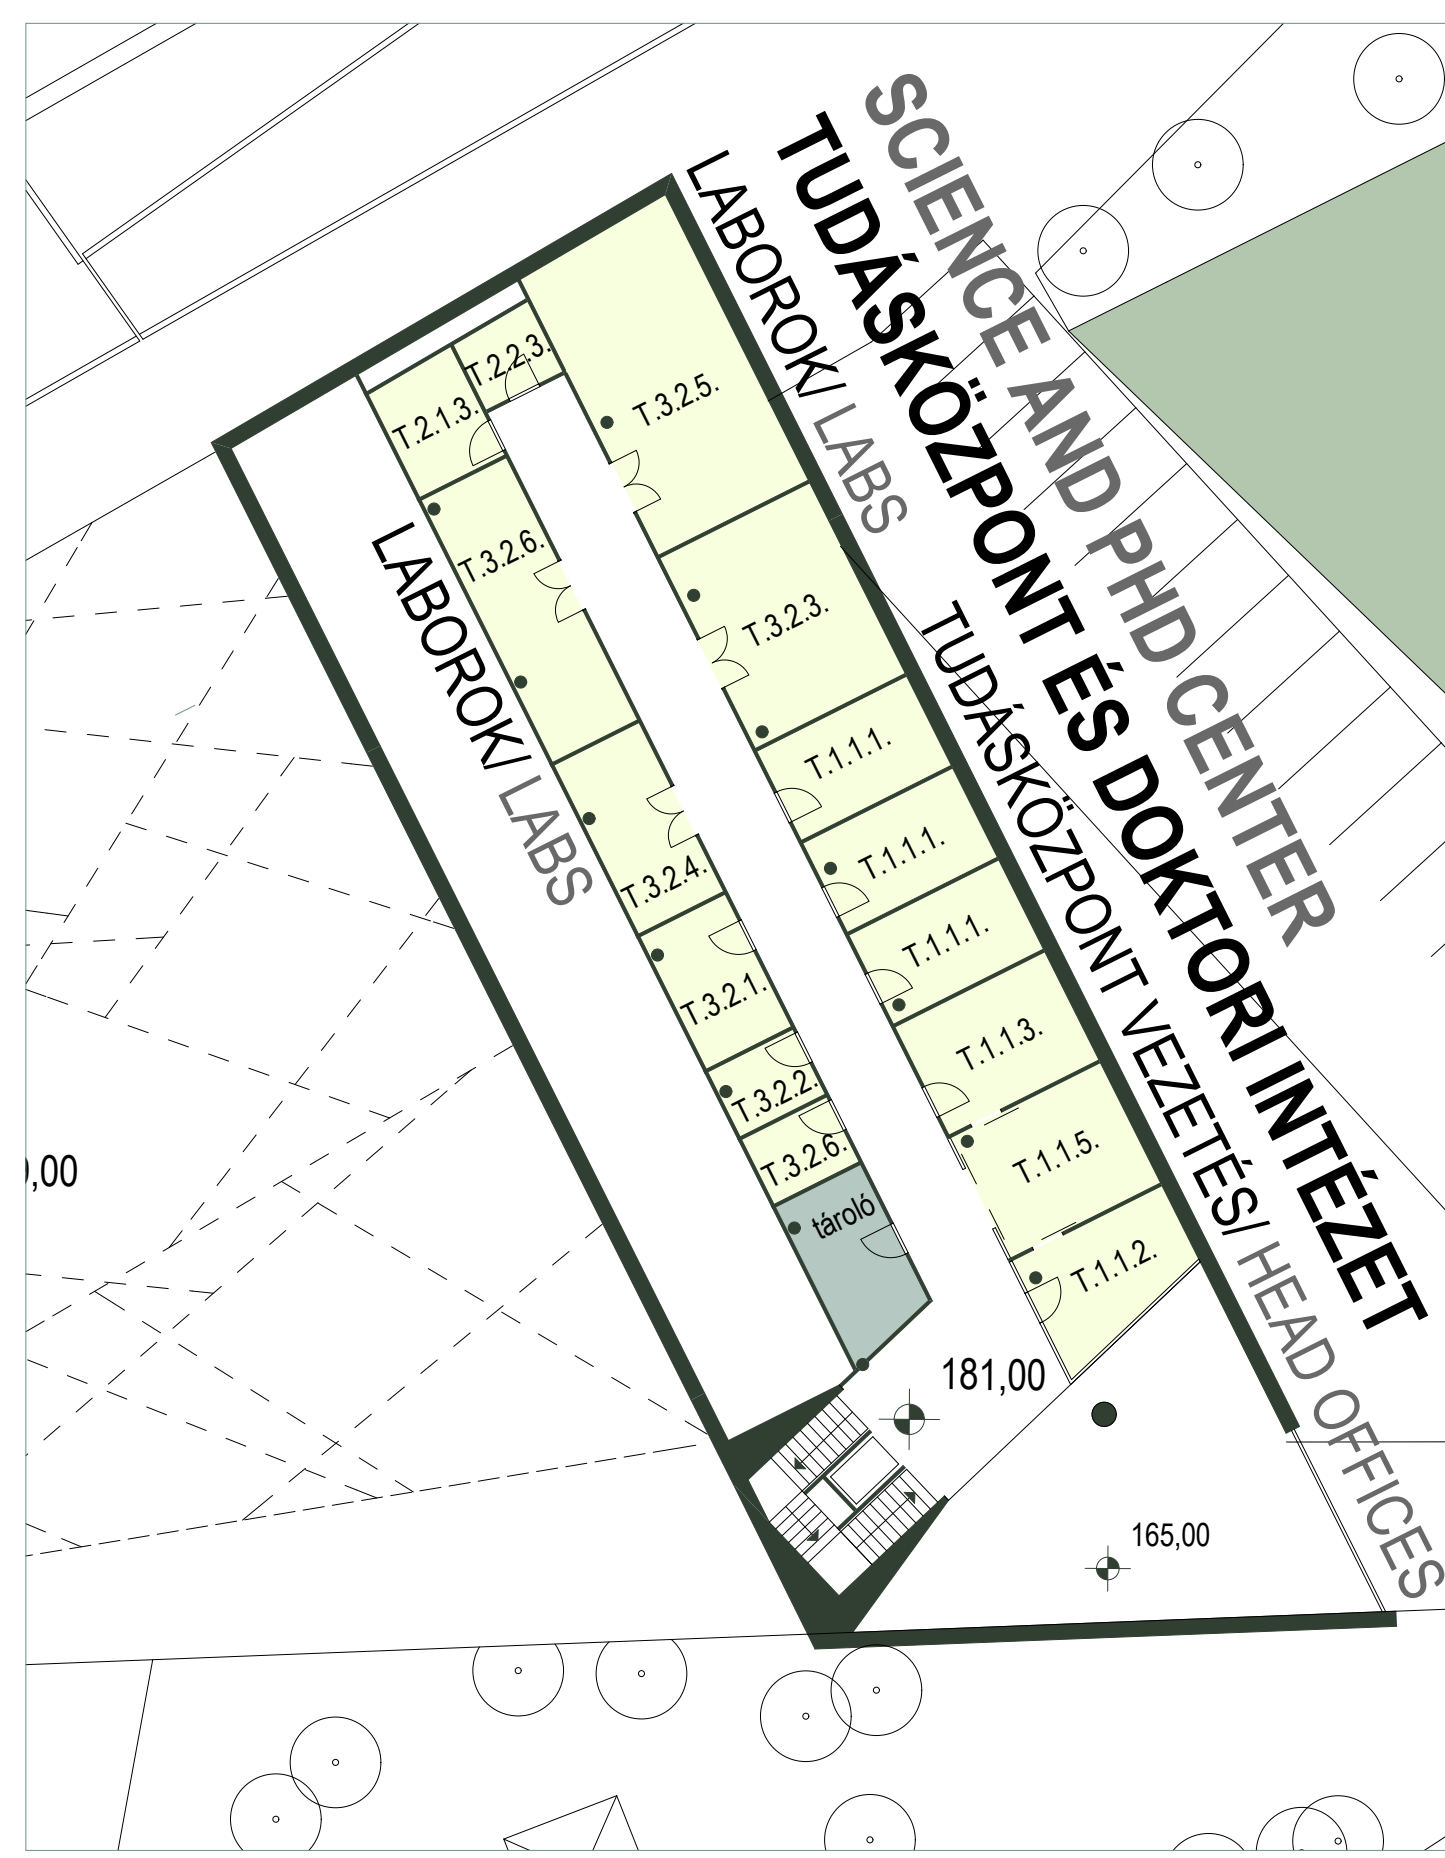 SCIENCE AND PHD CENTER
TUDÁSKÖZPONT ÉS DOKTORI INTÉZET
LABOROK/ LABS
TUDÁSKÖZPONT VEZETÉS/ HEAD OFFICES
LABOROK/ LABS
T.2.2.3.
T.2.1.3.
T.3.2.5.
T.3.2.6.
T.3.2.3.
T.1.1.1.
T.3.2.4.
T.1.1.1.
T.1.1.1.
T.3.2.1.
T.1.1.3.
T.3.2.2.
T.3.2.6.
T.1.1.5.
tároló
T.1.1.2.
,00
181,00
165,00